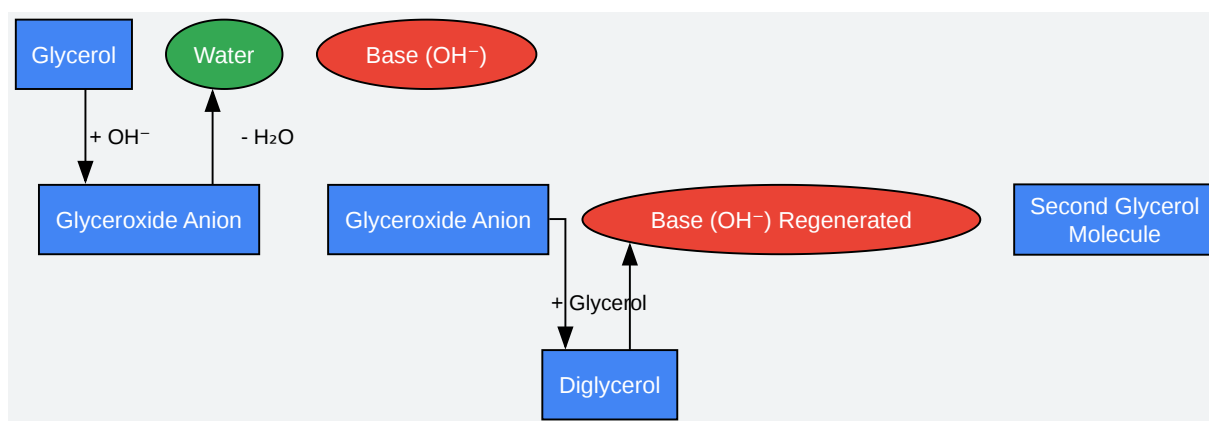 Glycerol
Water
Base (OH⁻)
+ OH⁻
- H₂O
Glyceroxide Anion
Glyceroxide Anion
Base (OH⁻) Regenerated
Second Glycerol
Molecule
+ Glycerol
Diglycerol